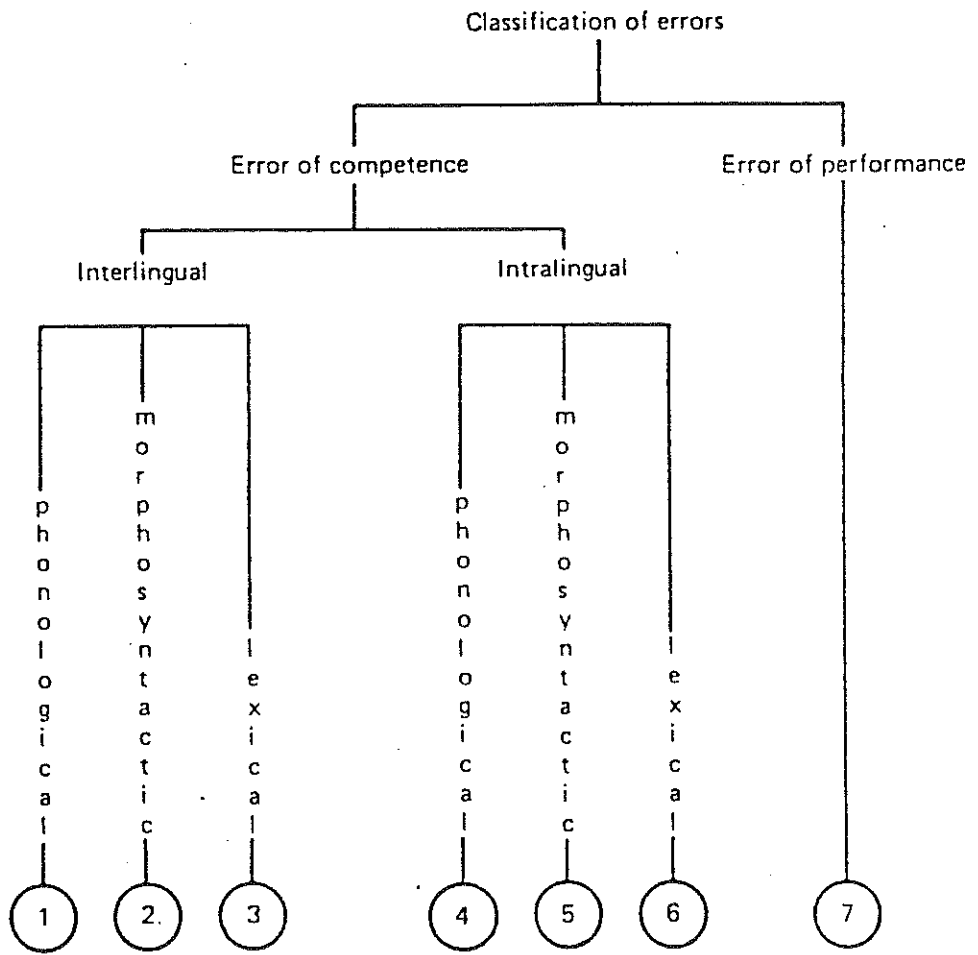 Classification of errors
Error of competence
Error of performance
Interlingual
Intralingual
phonological
morphosyntactic
lexical
phonological
morphosyntactic
lexical
1
2.
3
4
5
6
7